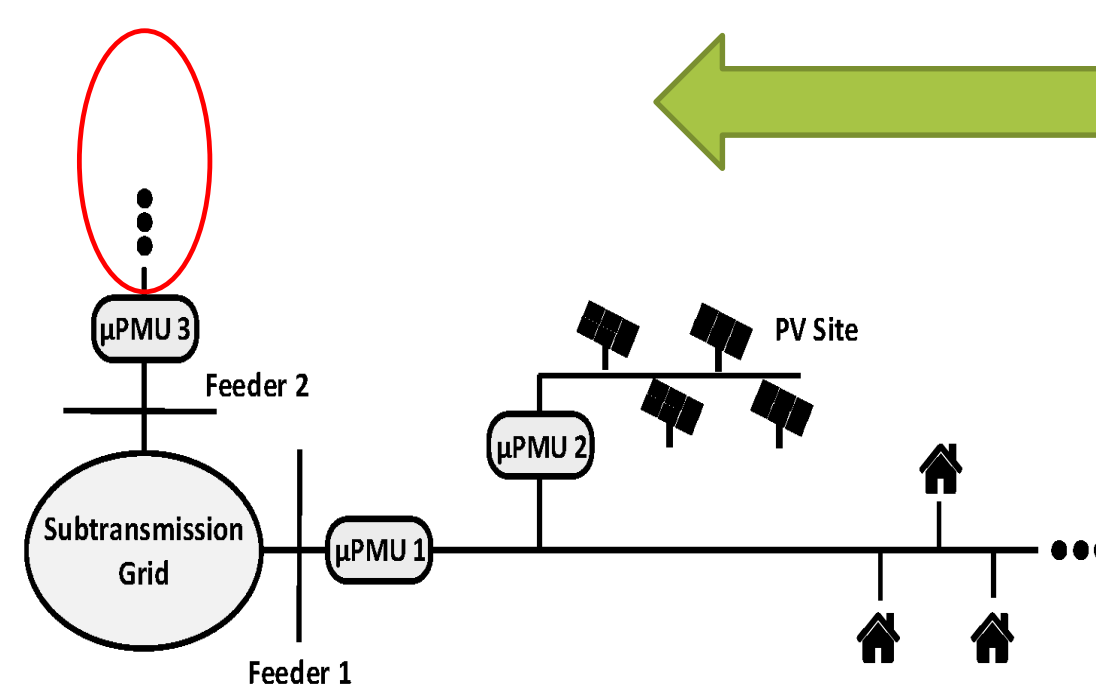 μPMU 3
Feeder 2
PV Site
μPMU 2
Subtransmission
Grid
μPMU 1
Feeder 1